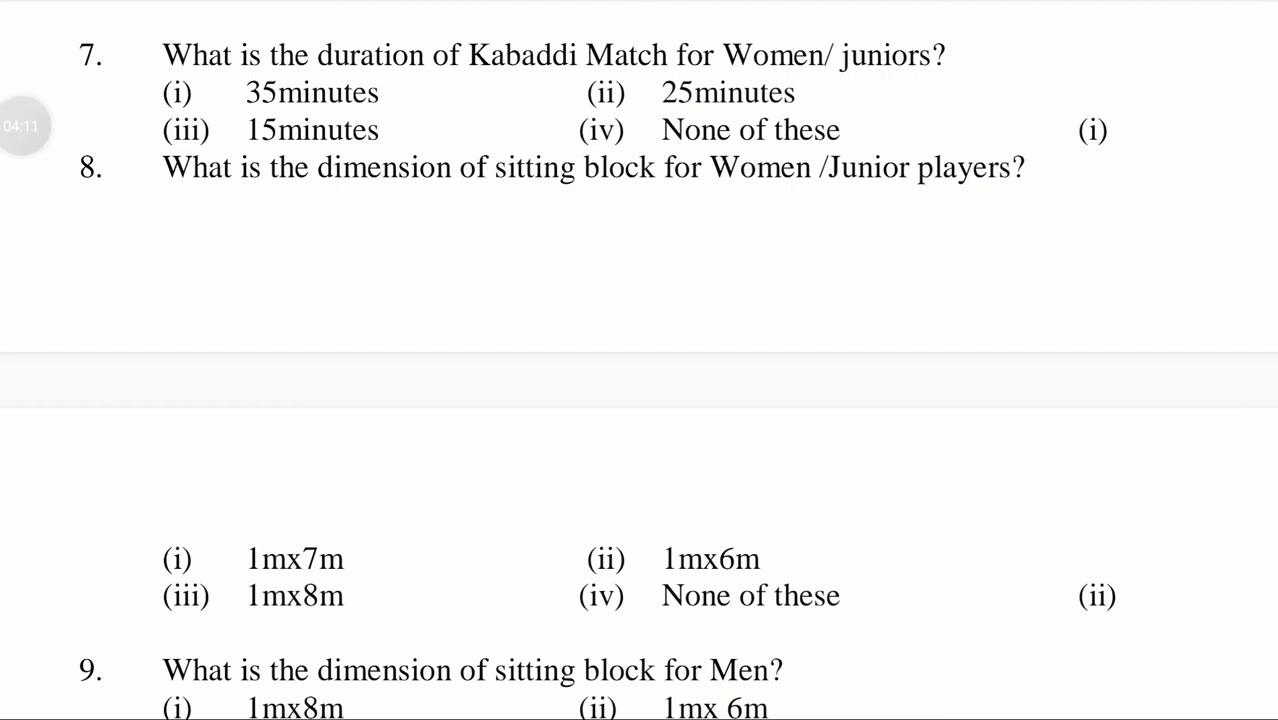 7. What is the duration of Kabaddi Match for Women/ juniors?
(i) 35minutes (ii) 25minutes
04:11
(iii) 15minutes (iv) None of these (i)
8. What is the dimension of sitting block for Women /Junior players?
(i) 1mx7m (ii) 1mx6m
(iii) 1mx8m (iv) None of these (ii)
9. What is the dimension of sitting block for Men?
(i) 1mx8m (ii) 1mx 6m